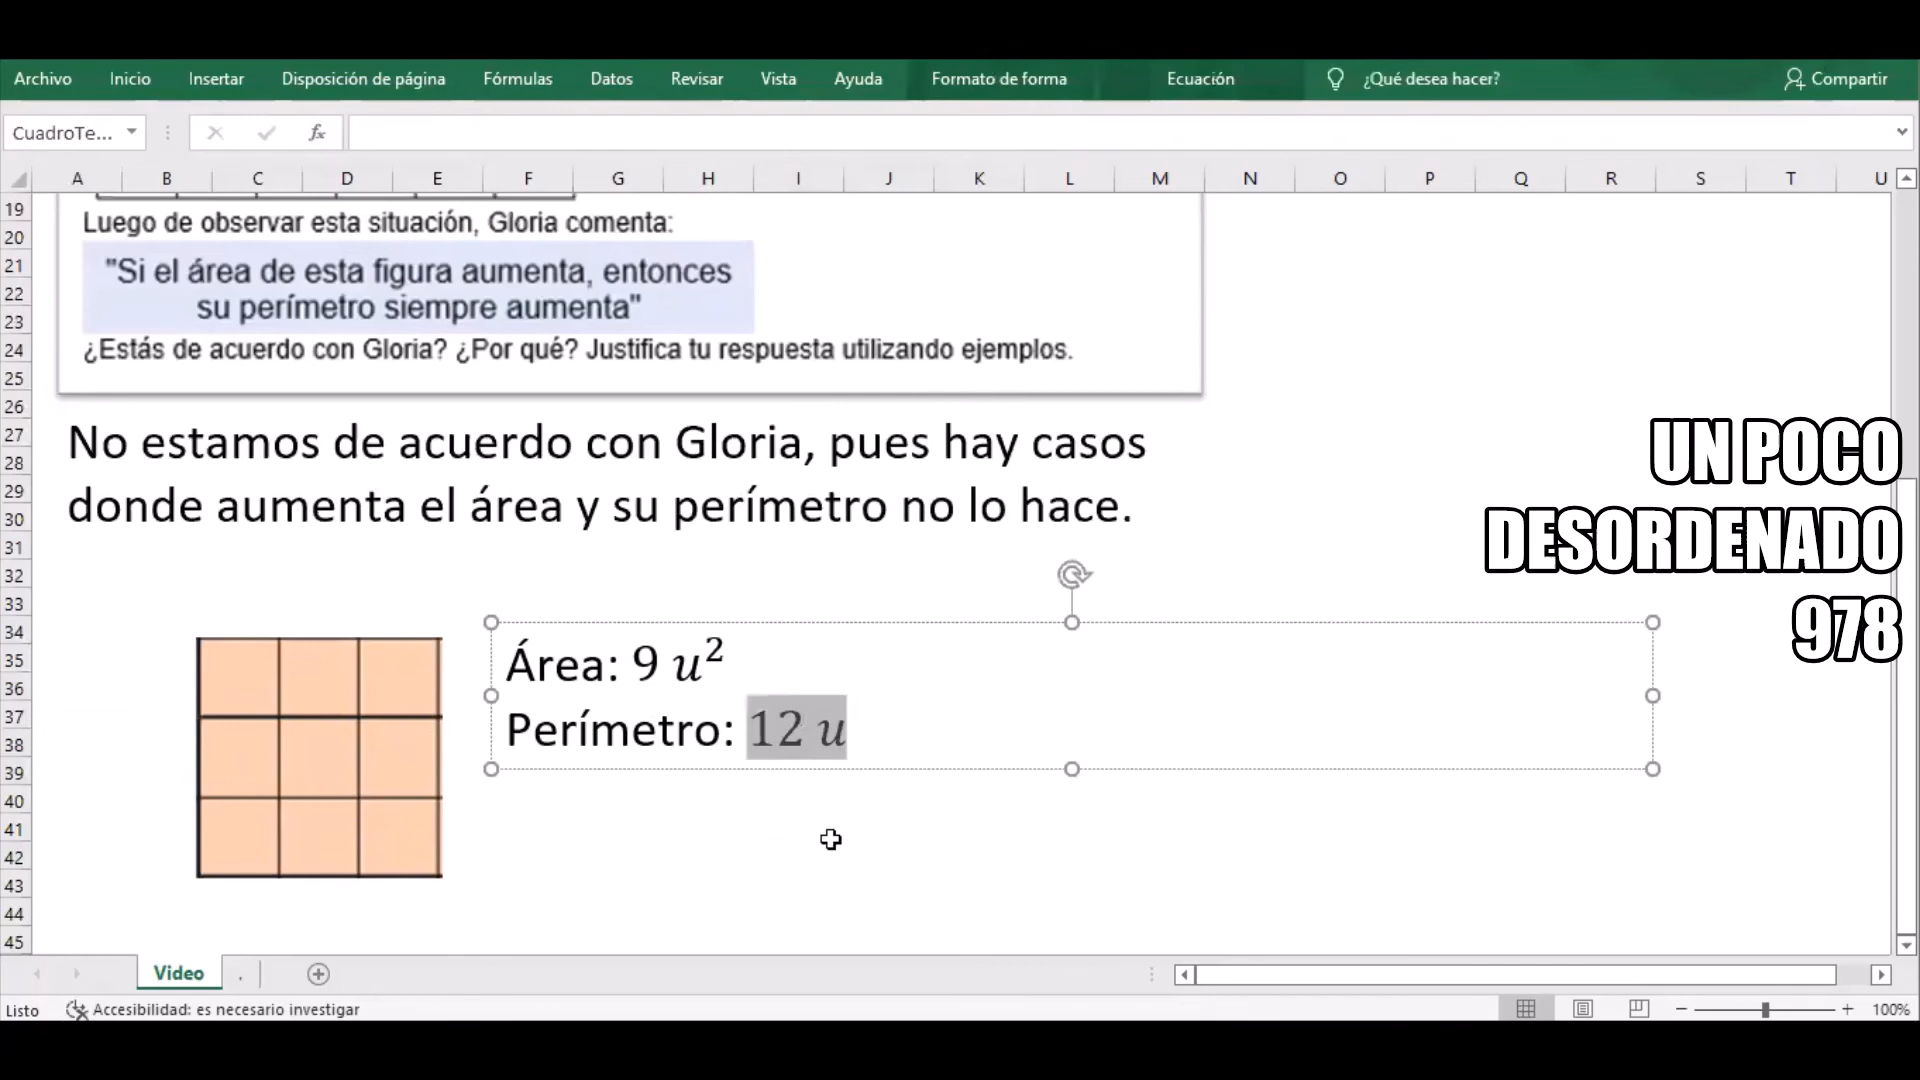 Archivo Inicio Insertar Disposición de página Fórmulas Datos Revisar Vista Ayuda Formato de forma Ecuación ¿Qué desea hacer? Compartir
CuadroTe... fx
A B C D E F G H I J K L M N O P Q R S T U
19
20
21
22
23
24
25
26
27
28
29
30
31
32
33
34
35
36
37
38
39
40
41
42
43
44
45
Luego de observar esta situación, Gloria comenta:
"Si el área de esta figura aumenta, entonces
su perímetro siempre aumenta"
¿Estás de acuerdo con Gloria? ¿Por qué? Justifica tu respuesta utilizando ejemplos.
No estamos de acuerdo con Gloria, pues hay casos
donde aumenta el área y su perímetro no lo hace.
UN POCO
DESORDENADO
978
Área: 9 u²
Perímetro: 12 u
Video .
Listo Accesibilidad: es necesario investigar 100%